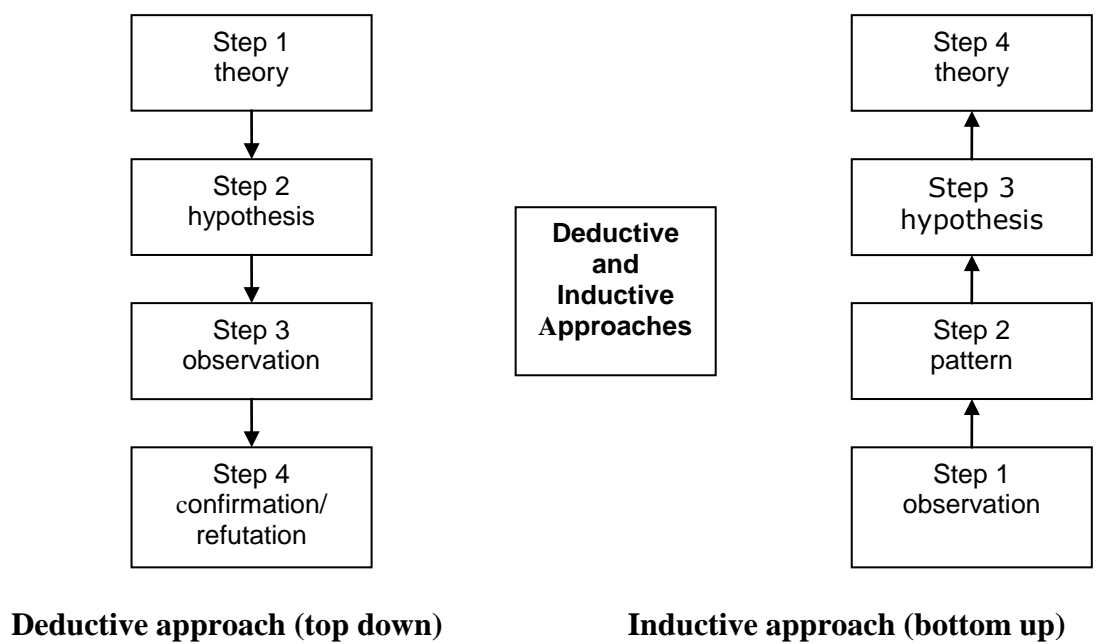 Step 1
theory
Step 2
hypothesis
Step 3
observation
Step 4
confirmation/
refutation
Deductive
and
Inductive
Approaches
Step 4
theory
Step 3
hypothesis
Step 2
pattern
Step 1
observation
Deductive approach (top down)
Inductive approach (bottom up)